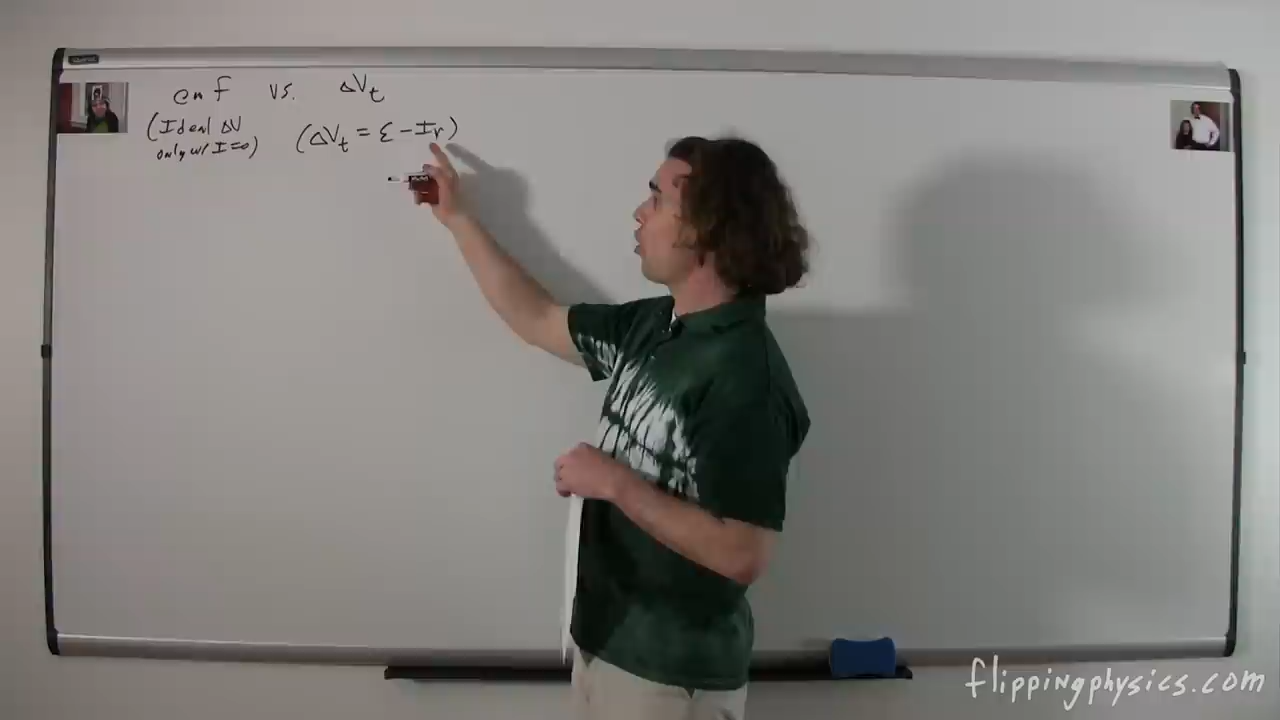 emf vs. ΔVt
(Ideal ΔV
only w/ I=0)
(ΔVt = ε - Ir)
flippingphysics.com